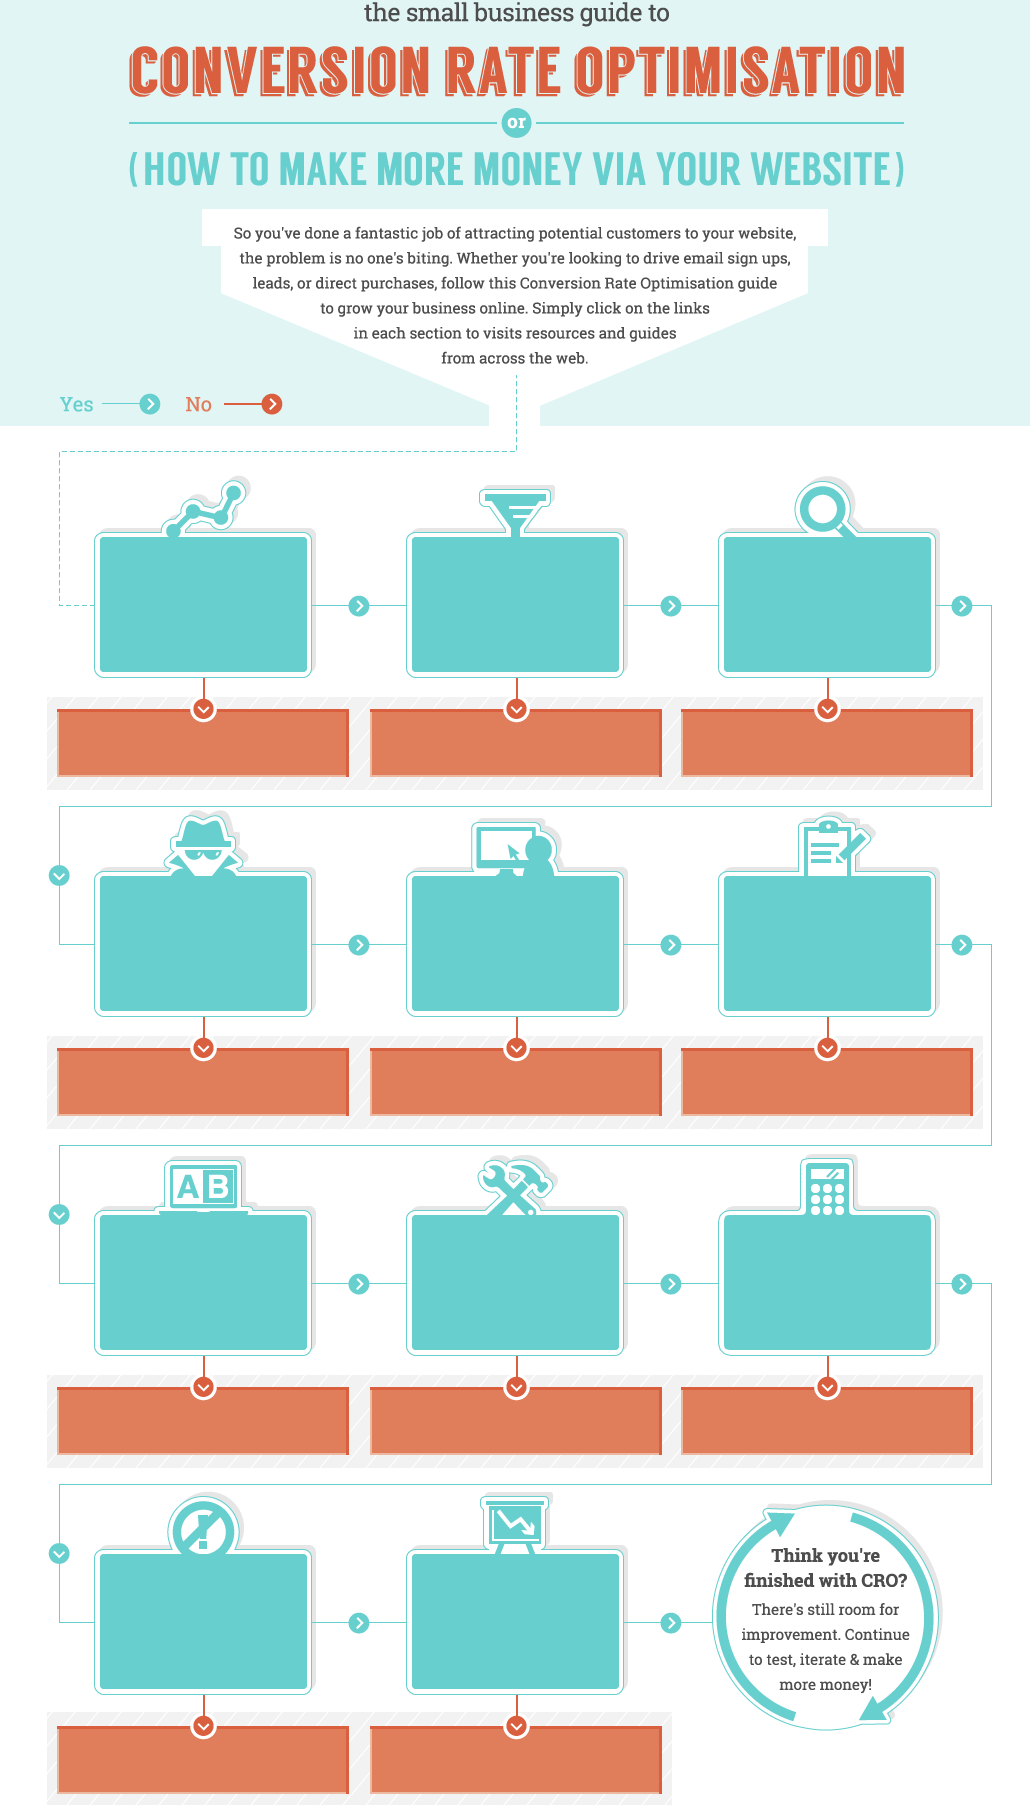 the small business guide to
CONVERSION RATE OPTIMISATION
or
(HOW TO MAKE MORE MONEY VIA YOUR WEBSITE)
So you've done a fantastic job of attracting potential customers to your website,
the problem is no one's biting. Whether you're looking to drive email sign ups,
leads, or direct purchases, follow this Conversion Rate Optimisation guide
to grow your business online. Simply click on the links
in each section to visits resources and guides
from across the web.
Yes
No
A B
Think you're
finished with CRO?
There's still room for
improvement. Continue
to test, iterate & make
more money!